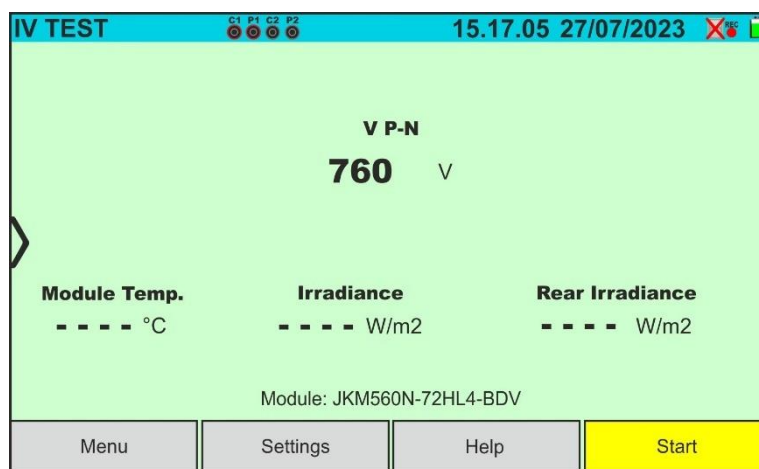 IV TEST C1 P1 C2 P2 15.17.05 27/07/2023 REC
V P-N
760 V
Module Temp. Irradiance Rear Irradiance
- - - - °C - - - - W/m2 - - - - W/m2
Module: JKM560N-72HL4-BDV
Menu Settings Help Start